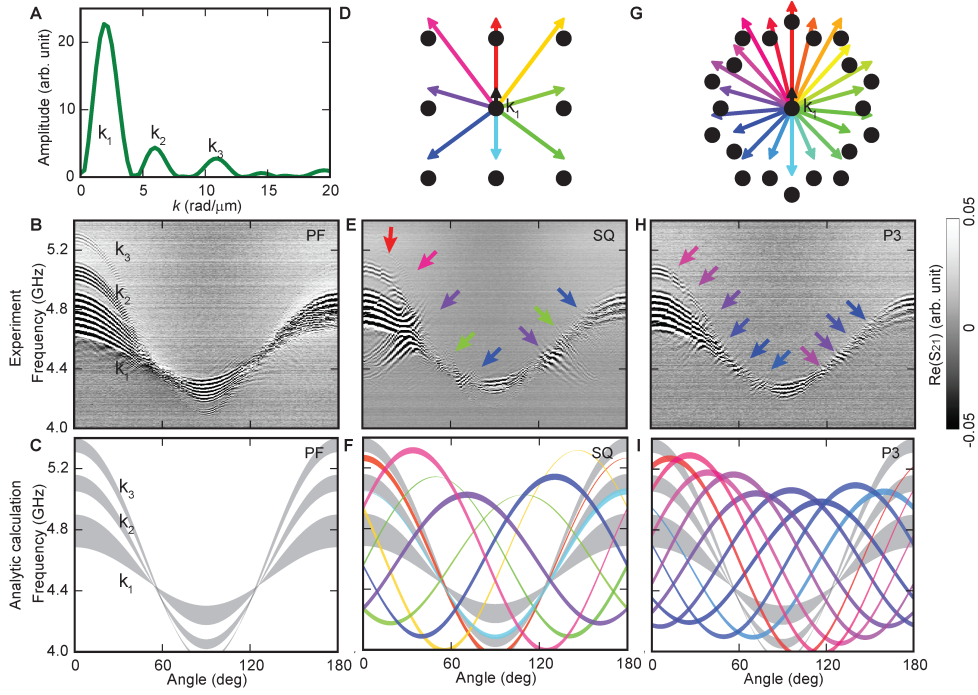 A
D
G
Amplitude (arb. unit)
20
10
0
k₁
k₂
k₃
0
5
10
15
20
k (rad/μm)
k₁
k₁
B
E
H
Experiment
Frequency (GHz)
5.2
4.8
4.4
4.0
PF
k₃
k₂
k₁
SQ
P3
0.05
0
-0.05
Re(S₂₁) (arb. unit)
C
F
I
Analytic calculation
Frequency (GHz)
5.2
4.8
4.4
4.0
PF
k₃
k₂
k₁
SQ
P3
0
60
120
180
Angle (deg)
0
60
120
180
Angle (deg)
0
60
120
180
Angle (deg)